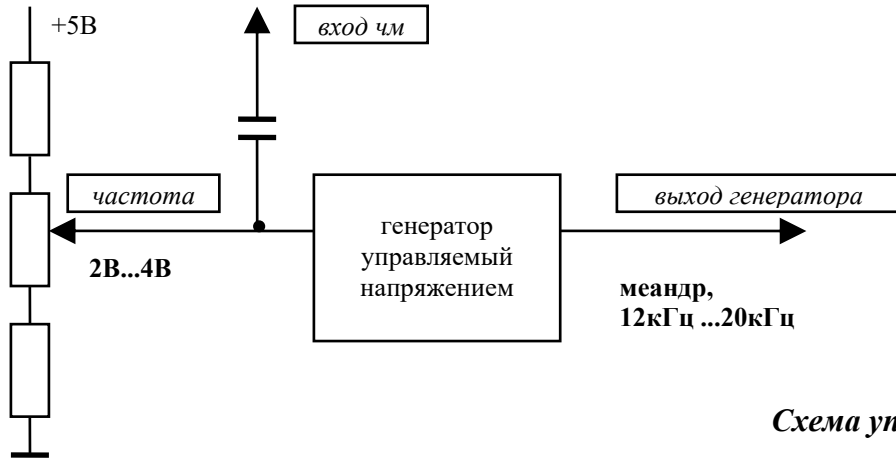 +5В
вход чм
частота
выход генератора
генератор
управляемый
напряжением
2В...4В
меандр,
12кГц ...20кГц
Схема уп